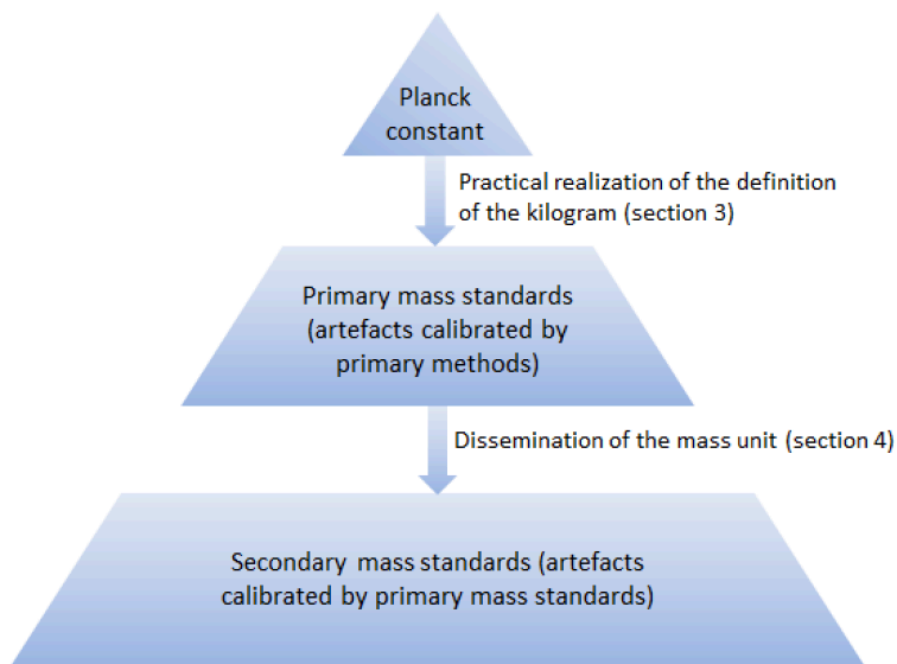 Planck
constant
Practical realization of the definition
of the kilogram (section 3)
Primary mass standards
(artefacts calibrated by
primary methods)
Dissemination of the mass unit (section 4)
Secondary mass standards (artefacts
calibrated by primary mass standards)